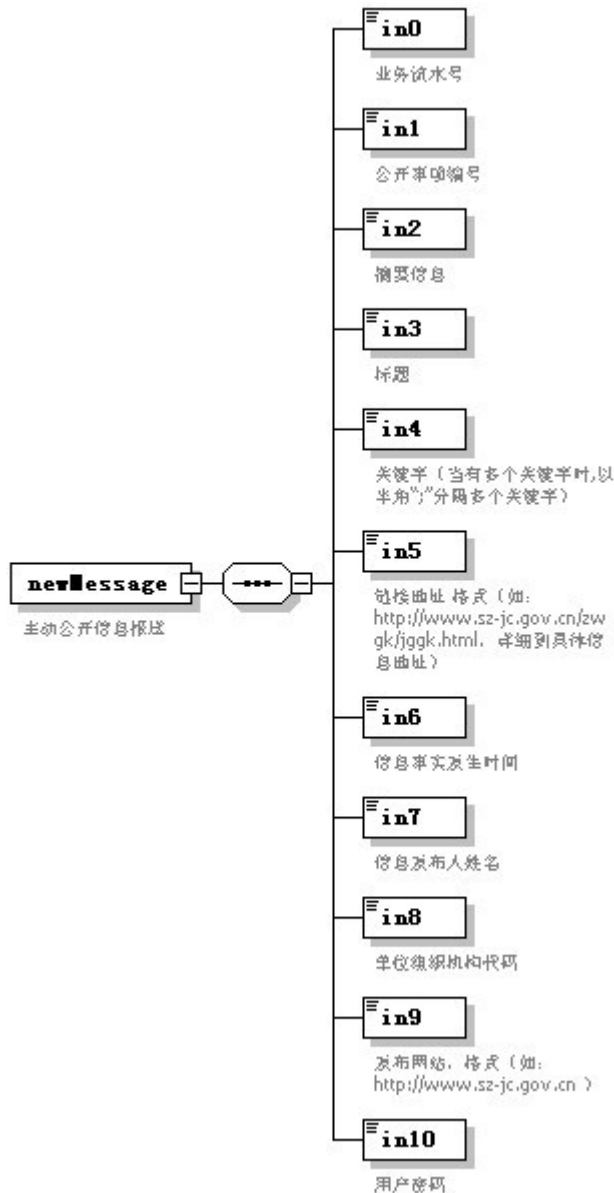 in0
业务流水号
in1
公开事项编号
in2
摘要信息
in3
标题
in4
关键字（当有多个关键字时,以
半角“;”分隔多个关键字）
in5
newMessage
主动公开信息报送
链接地址 格式（如:
http://www.sz-jc.gov.cn/zw
gk/jggk.html，详细到具体信
息地址）
in6
信息事实发生时间
in7
信息发布人姓名
in8
单位组织机构代码
in9
发布网站，格式（如:
http://www.sz-jc.gov.cn ）
in10
用户密码